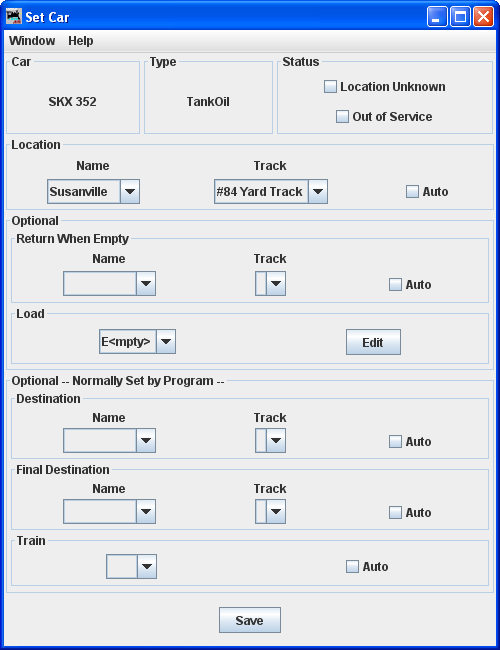 Set Car
Window Help
Car Type Status
SKX 352 TankOil Location Unknown
Out of Service
Location
Name Track
Susanville #84 Yard Track Auto
Optional
Return When Empty
Name Track
Auto
Load
E<mpty> Edit
Optional -- Normally Set by Program --
Destination
Name Track
Auto
Final Destination
Name Track
Auto
Train
Auto
Save